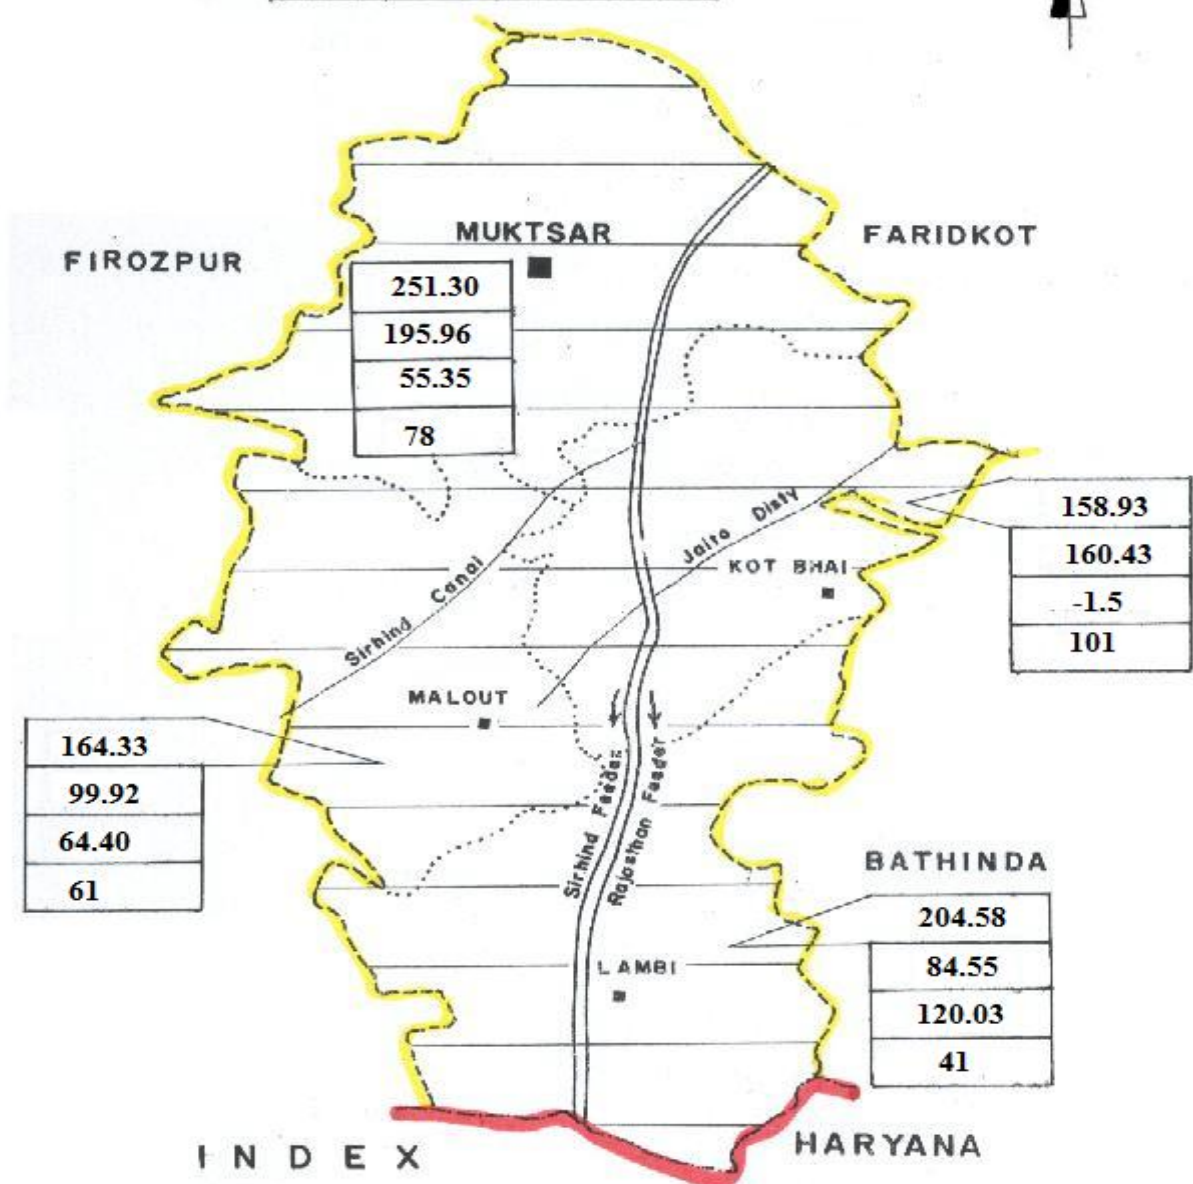 MUKTSAR
FARIDKOT
FIROZPUR
251.30
195.96
55.35
78
158.93
160.43
-1.5
101
Jaito Disty
KOT BHAI
Sirhind Canal
MALOUT
164.33
99.92
64.40
61
Sirhind Feeder
Rajasthan Feeder
BATHINDA
204.58
84.55
120.03
41
LAMBI
HARYANA
INDEX